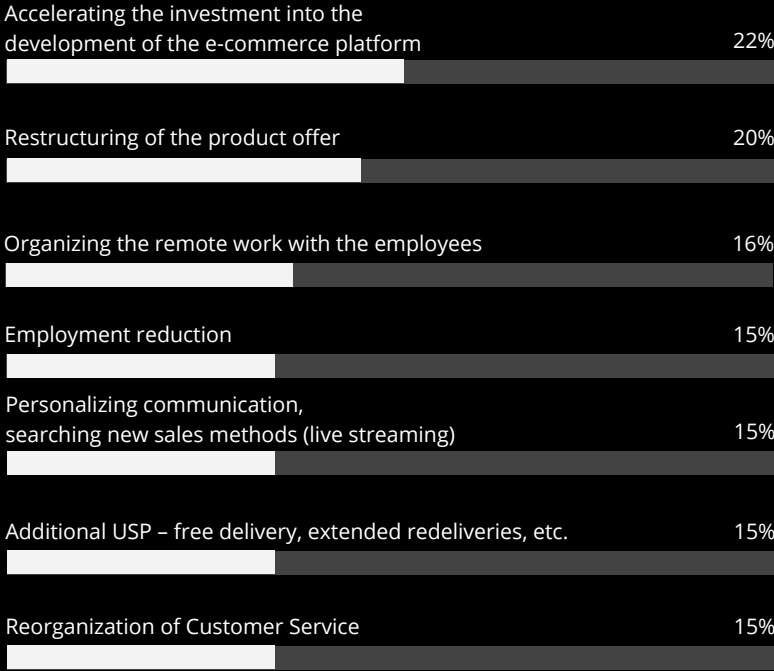 Accelerating the investment into the
development of the e-commerce platform 22%
Restructuring of the product offer 20%
Organizing the remote work with the employees 16%
Employment reduction 15%
Personalizing communication,
searching new sales methods (live streaming) 15%
Additional USP – free delivery, extended redeliveries, etc. 15%
Reorganization of Customer Service 15%